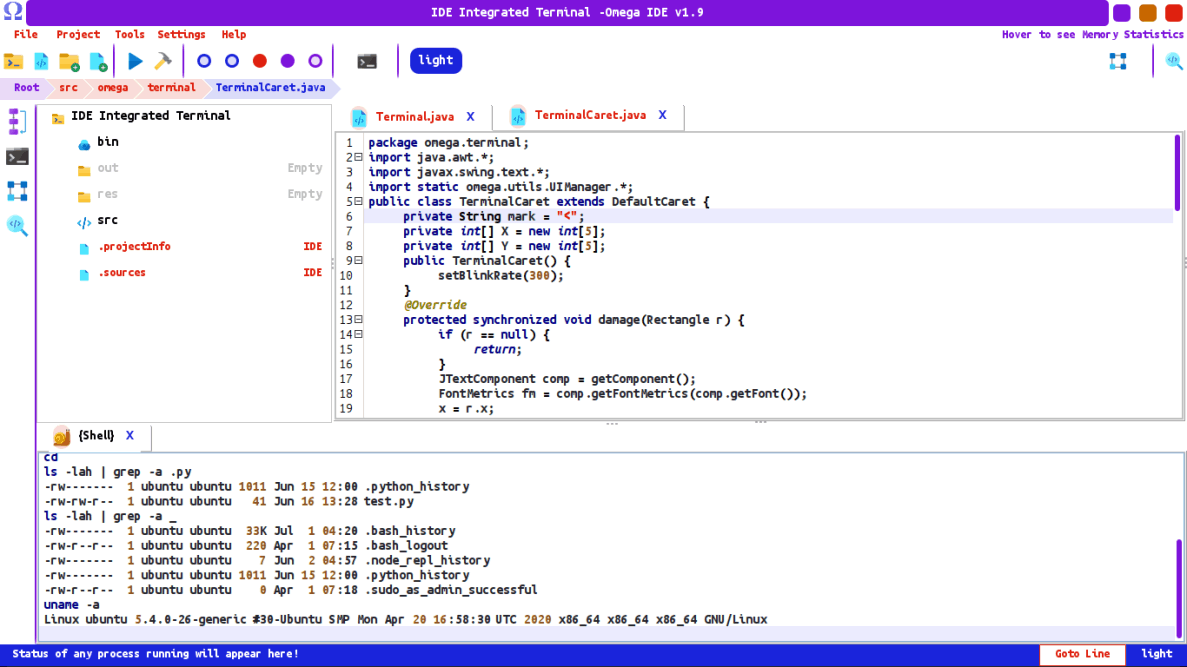 Ω IDE Integrated Terminal -Omega IDE v1.9
File Project Tools Settings Help Hover to see Memory Statistics
light
Root src omega terminal TerminalCaret.java
IDE Integrated Terminal
bin
out Empty
res Empty
src
.projectInfo IDE
.sources IDE
Terminal.java X TerminalCaret.java X
1 package omega.terminal;
2 import java.awt.*;
3 import javax.swing.text.*;
4 import static omega.utils.UIManager.*;
5 public class TerminalCaret extends DefaultCaret {
6 private String mark = "<";
7 private int[] X = new int[5];
8 private int[] Y = new int[5];
9 public TerminalCaret() {
10 setBlinkRate(300);
11 }
12 @Override
13 protected synchronized void damage(Rectangle r) {
14 if (r == null) {
15 return;
16 }
17 JTextComponent comp = getComponent();
18 FontMetrics fm = comp.getFontMetrics(comp.getFont());
19 x = r.x;
{Shell} X
cd
ls -lah | grep -a .py
-rw------- 1 ubuntu ubuntu 1011 Jun 15 12:00 .python_history
-rw-rw-r-- 1 ubuntu ubuntu 41 Jun 16 13:28 test.py
ls -lah | grep -a _
-rw------- 1 ubuntu ubuntu 33K Jul 1 04:20 .bash_history
-rw-r--r-- 1 ubuntu ubuntu 220 Apr 1 07:15 .bash_logout
-rw------- 1 ubuntu ubuntu 7 Jun 2 04:57 .node_repl_history
-rw------- 1 ubuntu ubuntu 1011 Jun 15 12:00 .python_history
-rw-r--r-- 1 ubuntu ubuntu 0 Apr 1 07:18 .sudo_as_admin_successful
uname -a
Linux ubuntu 5.4.0-26-generic #30-Ubuntu SMP Mon Apr 20 16:58:30 UTC 2020 x86_64 x86_64 x86_64 GNU/Linux
Status of any process running will appear here! Goto Line light